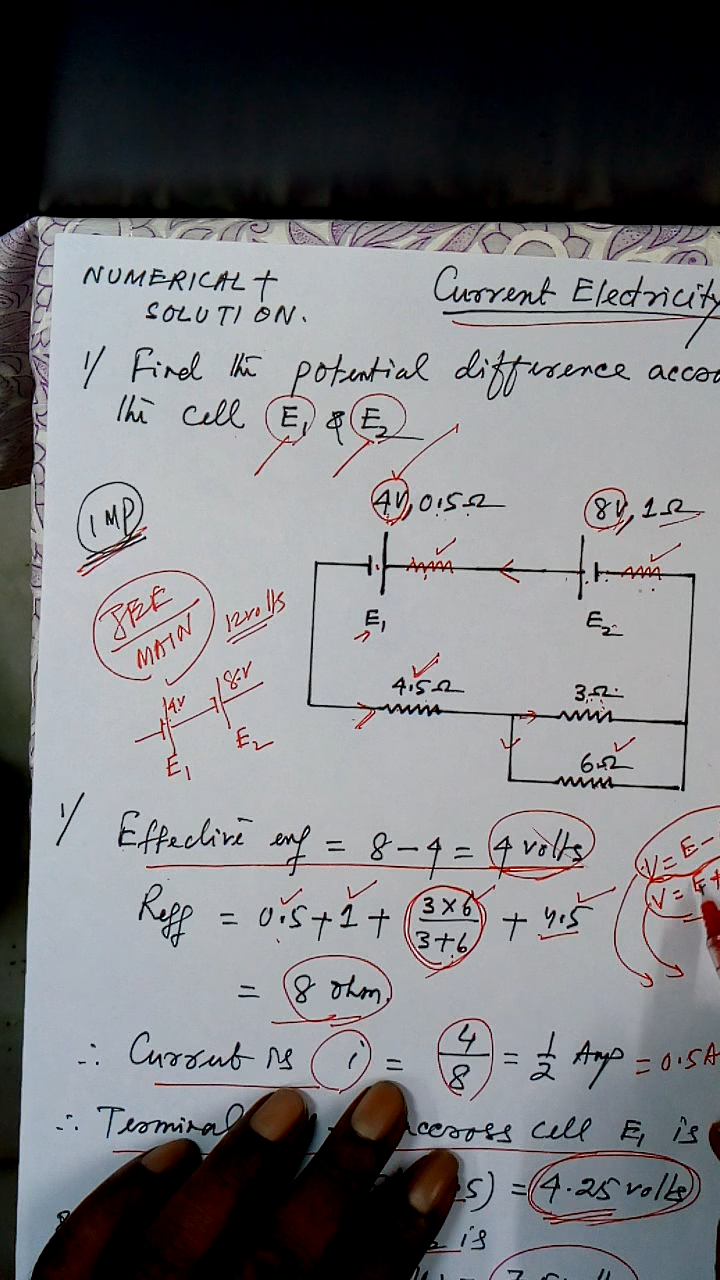 NUMERICAL +
SOLUTION.
Current Electricity
1/ Find the potential difference accro
the cell E₁ & E₂
IMP
4V, 0.5Ω
8V, 1Ω
E₁
E₂
JEE
MAIN
12 volts
4V
8V
E₁
E₂
4.5Ω
3Ω
6Ω
1/ Effective emf = 8 - 4 = 4 volts
V = E -
V = E +
Reff = 0.5 + 1 + 3×6/3+6 + 4.5
= 8 ohm.
∴ Current is i = 4/8 = 1/2 Amp = 0.5A
∴ Terminal accross cell E₁ is
5) = 4.25 volts
is